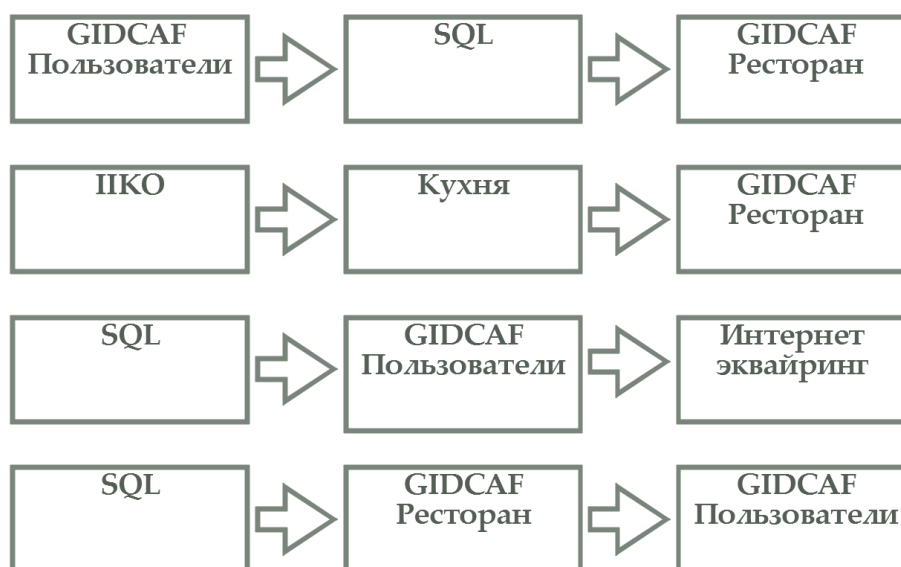 GIDCAF
Пользователи
SQL
GIDCAF
Ресторан
IIKO
Кухня
GIDCAF
Ресторан
SQL
GIDCAF
Пользователи
Интернет
эквайринг
SQL
GIDCAF
Ресторан
GIDCAF
Пользователи